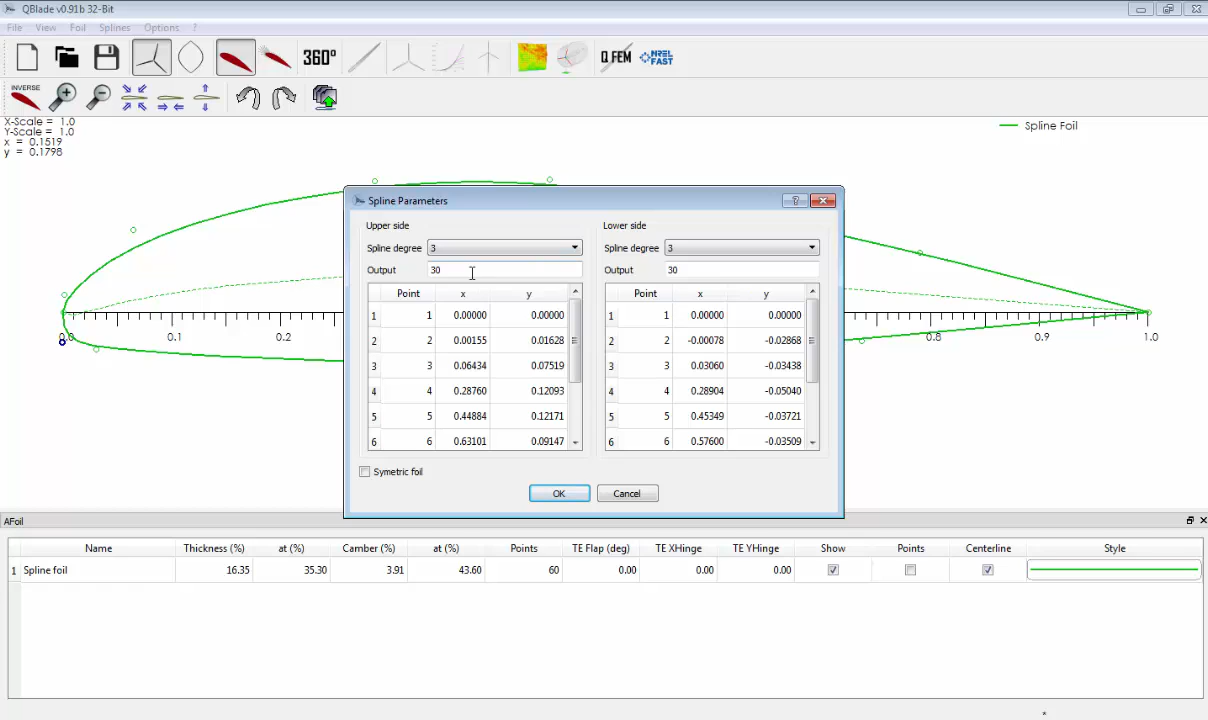 QBlade v0.91b 32-Bit
File View Foil Splines Options ?
360° Q FEM NREL FAST
INVERSE
X-Scale = 1.0
Y-Scale = 1.0
x = 0.1519
y = 0.1798
Spline Foil
0.0 0.1 0.2 0.8 0.9 1.0
Spline Parameters
Upper side
Spline degree 3
Output 30
Point x y
1 1 0.00000 0.00000
2 2 0.00155 0.01628
3 3 0.06434 0.07519
4 4 0.28760 0.12093
5 5 0.44884 0.12171
6 6 0.63101 0.09147
Lower side
Spline degree 3
Output 30
Point x y
1 1 0.00000 0.00000
2 2 -0.00078 -0.02868
3 3 0.03060 -0.03438
4 4 0.28904 -0.05040
5 5 0.45349 -0.03721
6 6 0.57600 -0.03509
Symetric foil
OK Cancel
AFoil
Name Thickness (%) at (%) Camber (%) at (%) Points TE Flap (deg) TE XHinge TE YHinge Show Points Centerline Style
1 Spline foil 16.35 35.30 3.91 43.60 60 0.00 0.00 0.00
*